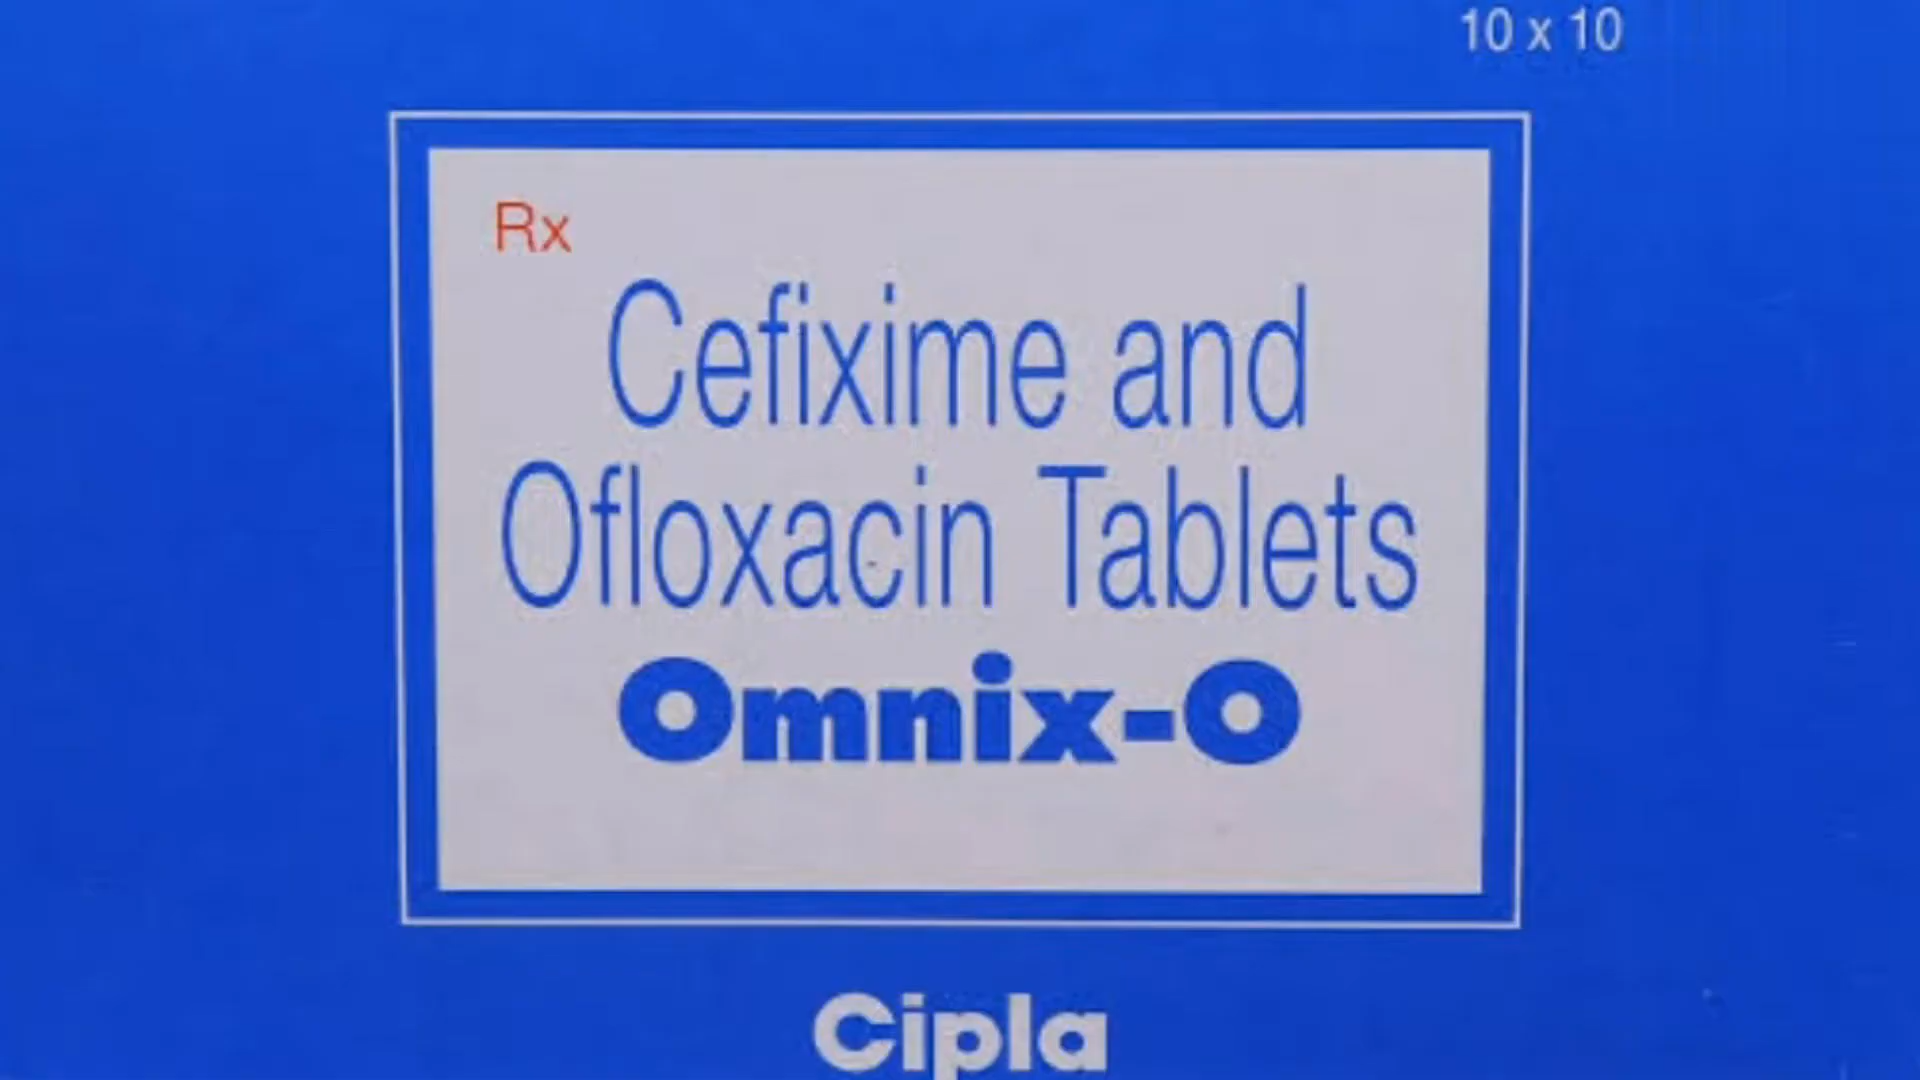 10 x 10
Rx
Cefixime and
Ofloxacin Tablets
Omnix-O
Cipla